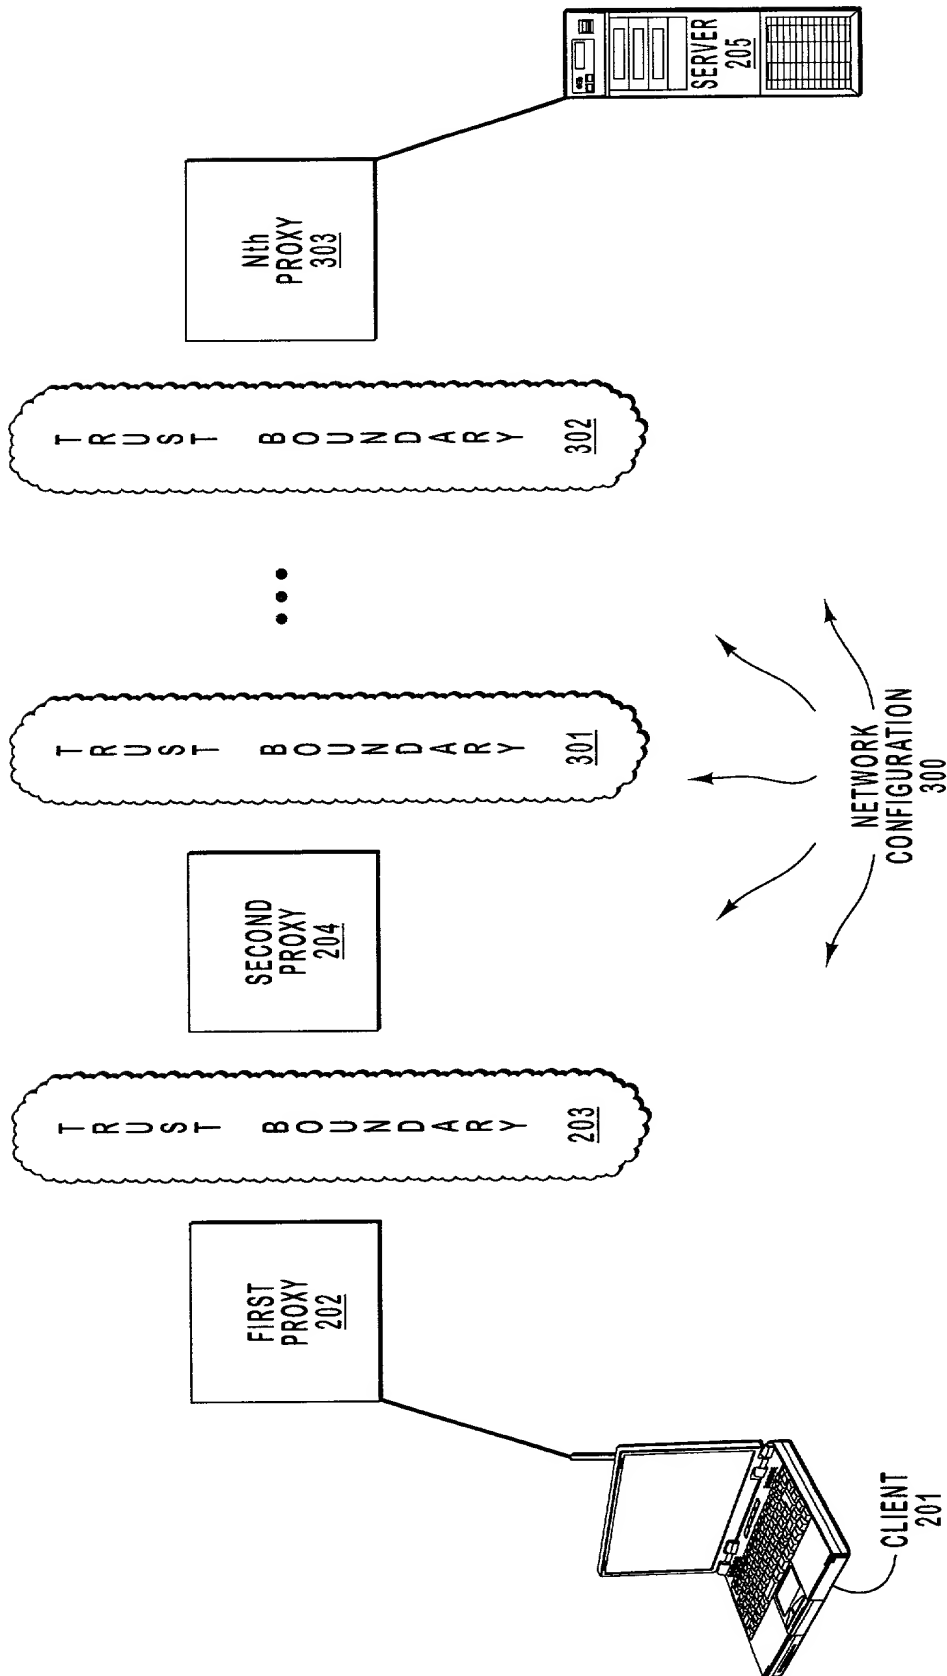 CLIENT
201
FIRST
PROXY
202
TRUST BOUNDARY
203
SECOND
PROXY
204
TRUST BOUNDARY
301
TRUST BOUNDARY
302
Nth
PROXY
303
SERVER
205
NETWORK
CONFIGURATION
300